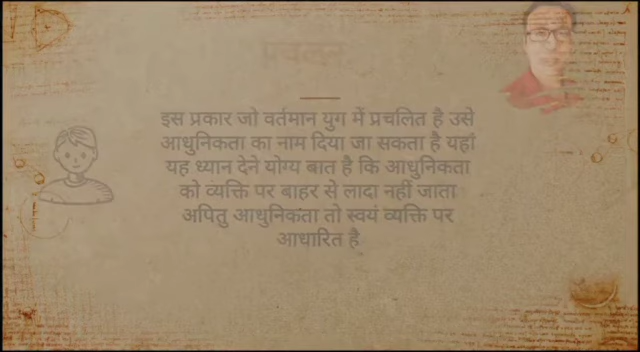 प्रचलन
इस प्रकार जो वर्तमान युग में प्रचलित है उसे
आधुनिकता का नाम दिया जा सकता है यहां
यह ध्यान देने योग्य बात है कि आधुनिकता
को व्यक्ति पर बाहर से लादा नहीं जाता
अपितु आधुनिकता तो स्वयं व्यक्ति पर
आधारित है